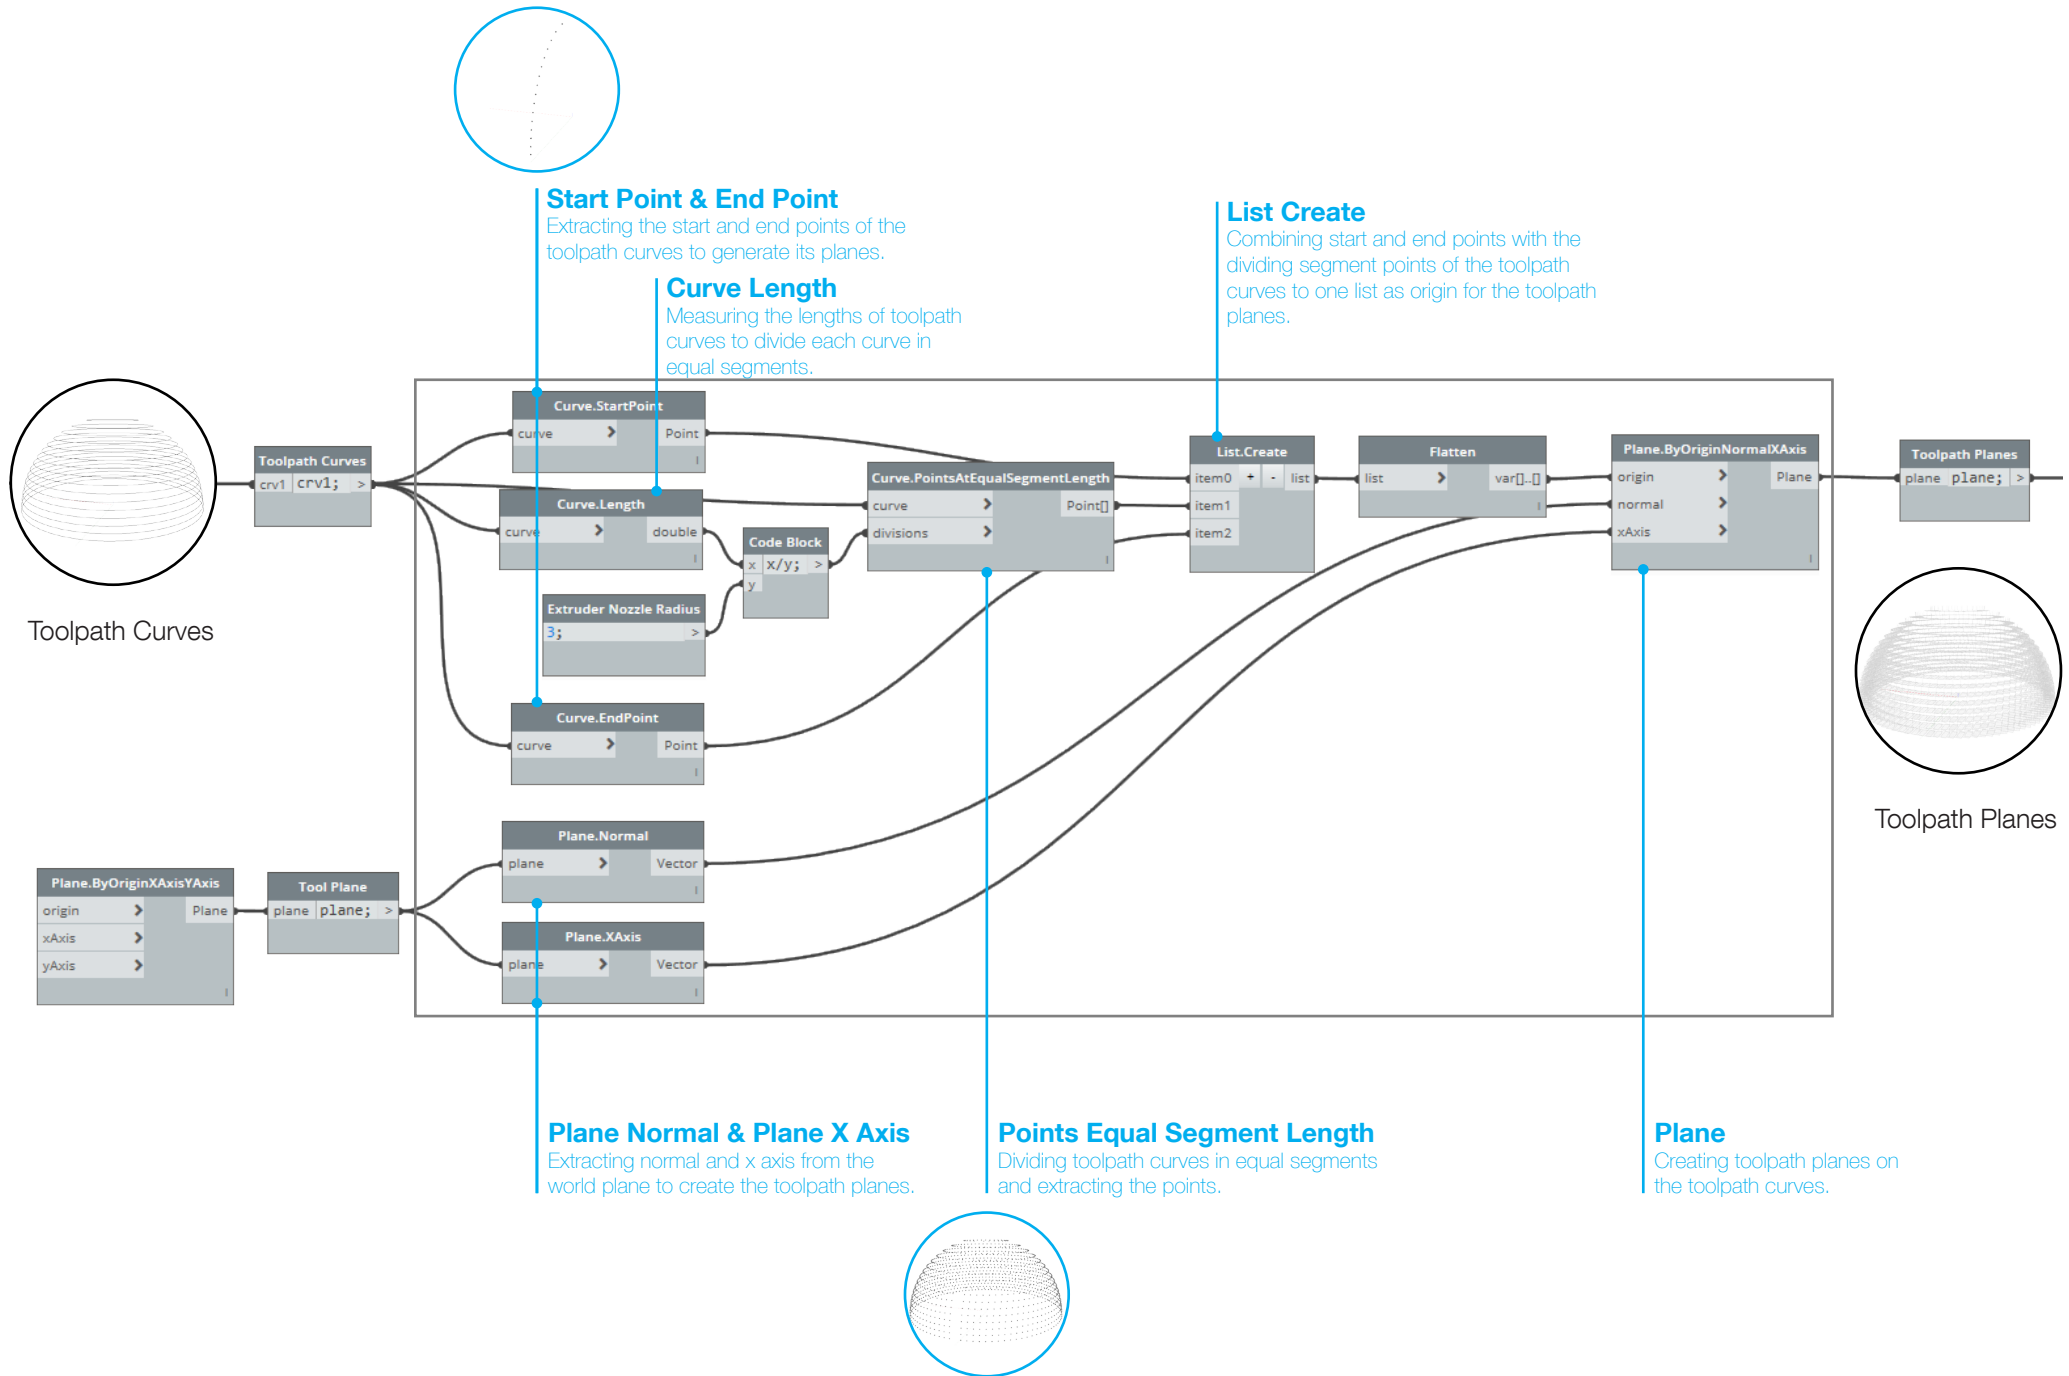 Start Point & End Point
Extracting the start and end points of the
toolpath curves to generate its planes.
Curve Length
Measuring the lengths of toolpath
curves to divide each curve in
equal segments.
List Create
Combining start and end points with the
dividing segment points of the toolpath
curves to one list as origin for the toolpath
planes.
Toolpath Curves
Toolpath Curves
crv1 crv1; >
Curve.StartPoint
curve > Point
l
Curve.Length
curve > double
l
Code Block
x x/y; >
y
Extruder Nozzle Radius
3; >
Curve.EndPoint
curve > Point
l
Curve.PointsAtEqualSegmentLength
curve > Point[]
divisions >
l
List.Create
item0 + - list
item1
item2
Flatten
list > var[]..[]
l
Plane.ByOriginNormalXAxis
origin > Plane
normal >
xAxis >
l
Toolpath Planes
plane plane; >
Toolpath Planes
Plane.ByOriginXAxisYAxis
origin > Plane
xAxis >
yAxis >
l
Tool Plane
plane plane; >
Plane.Normal
plane > Vector
l
Plane.XAxis
plane > Vector
l
Plane Normal & Plane X Axis
Extracting normal and x axis from the
world plane to create the toolpath planes.
Points Equal Segment Length
Dividing toolpath curves in equal segments
and extracting the points.
Plane
Creating toolpath planes on
the toolpath curves.